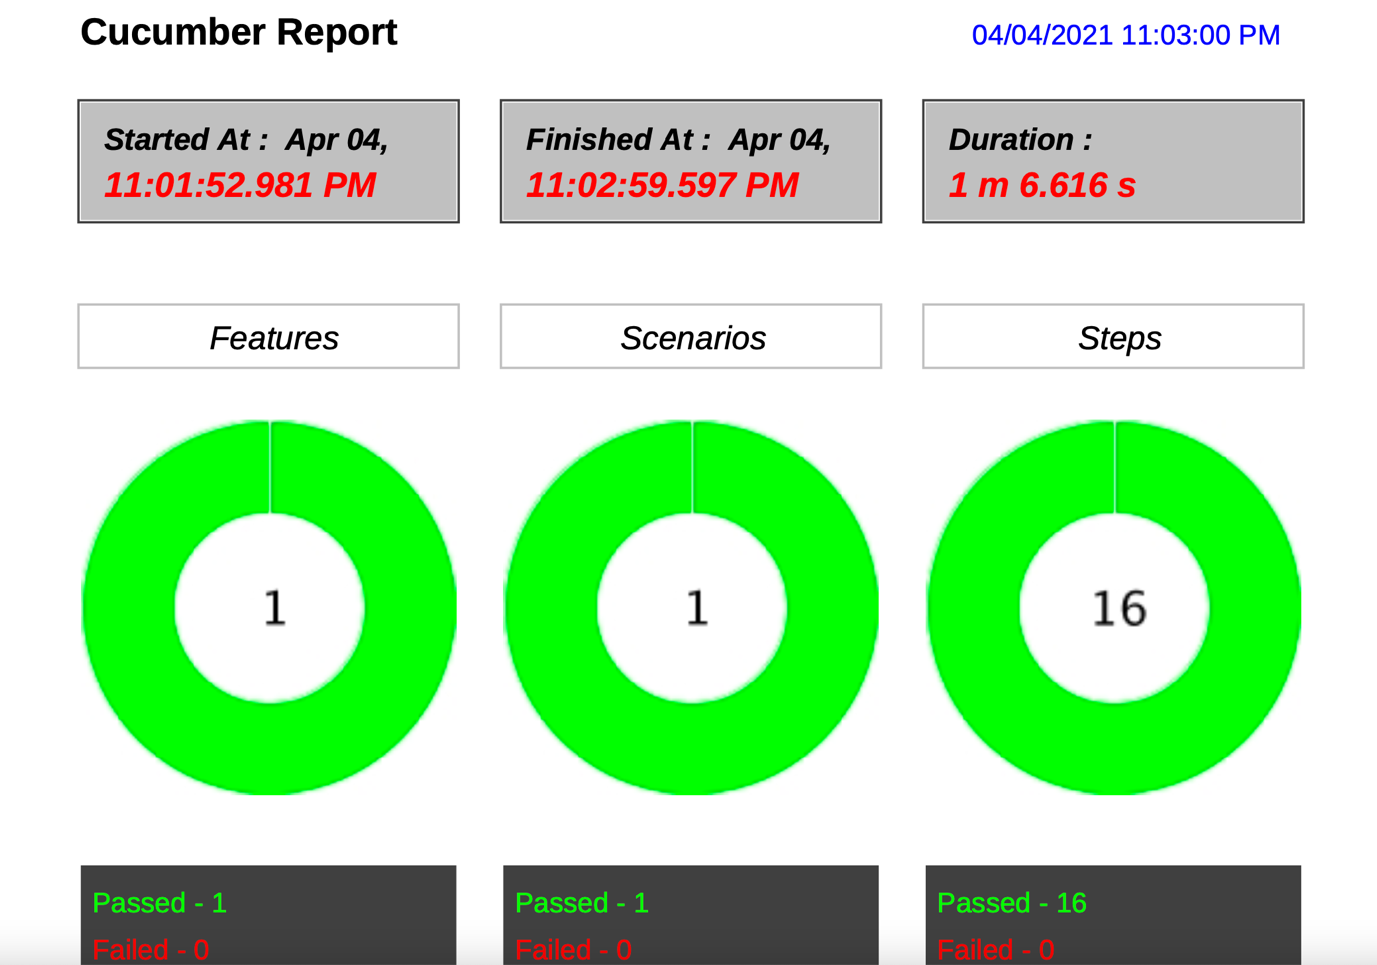 Cucumber Report
04/04/2021 11:03:00 PM
Started At :  Apr 04,
11:01:52.981 PM
Finished At :  Apr 04,
11:02:59.597 PM
Duration :
1 m 6.616 s
Features
Scenarios
Steps
1
1
16
Passed - 1
Failed - 0
Passed - 1
Failed - 0
Passed - 16
Failed - 0